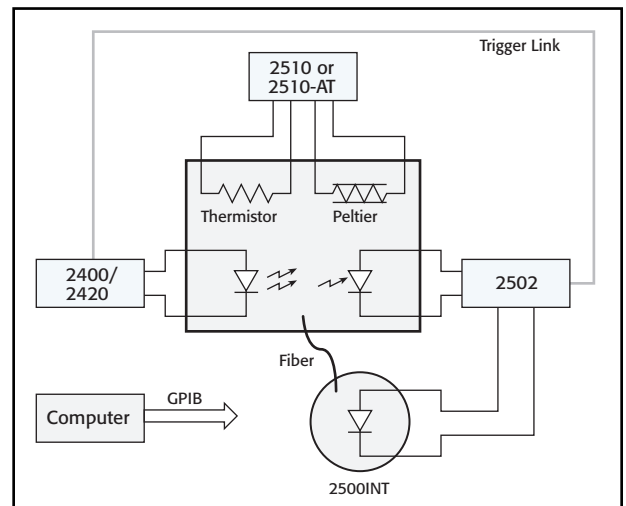 Trigger Link
2510 or
2510-AT
Thermistor
Peltier
2400/
2420
2502
Fiber
Computer
GPIB
2500INT